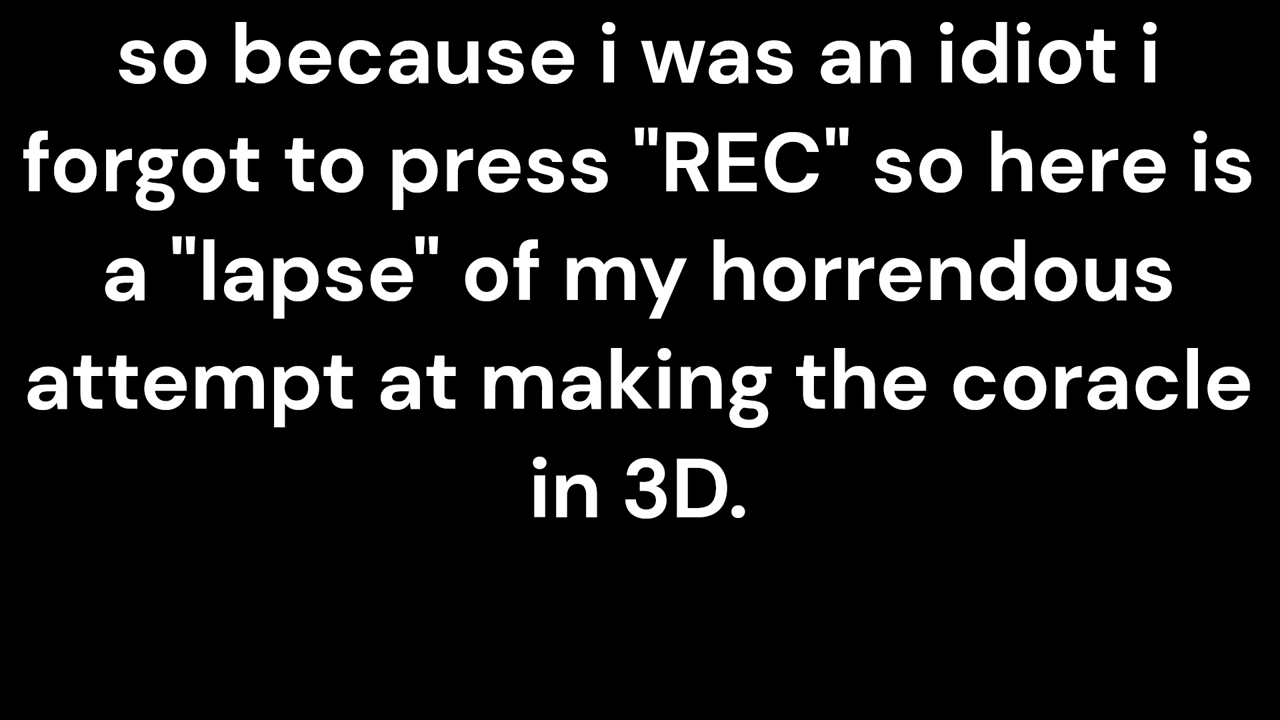 so because i was an idiot i
forgot to press "REC" so here is
a "lapse" of my horrendous
attempt at making the coracle
in 3D.